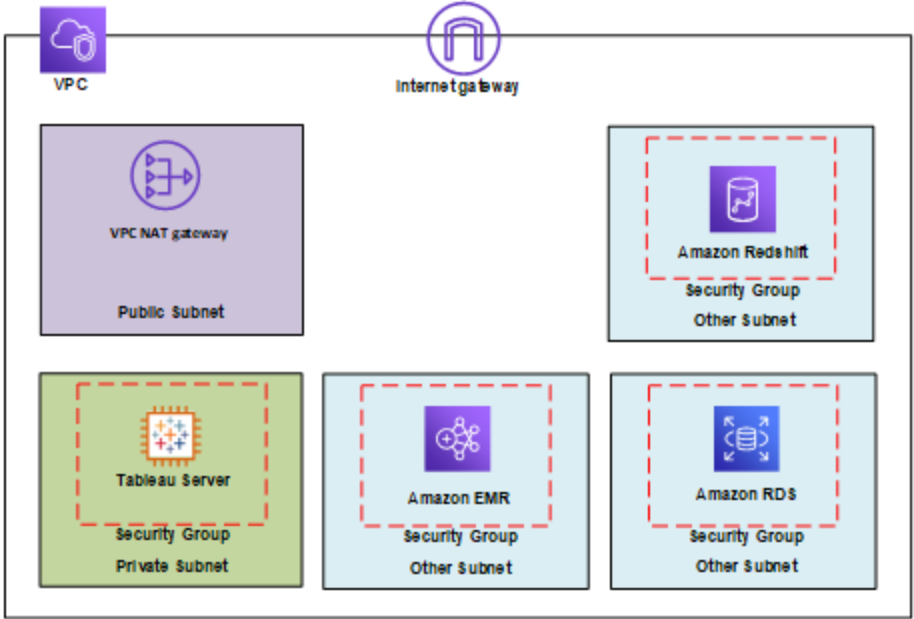 VPC
Internet gateway
VPC NAT gateway
Public Subnet
Amazon Redshift
Security Group
Other Subnet
Tableau Server
Security Group
Private Subnet
Amazon EMR
Security Group
Other Subnet
Amazon RDS
Security Group
Other Subnet